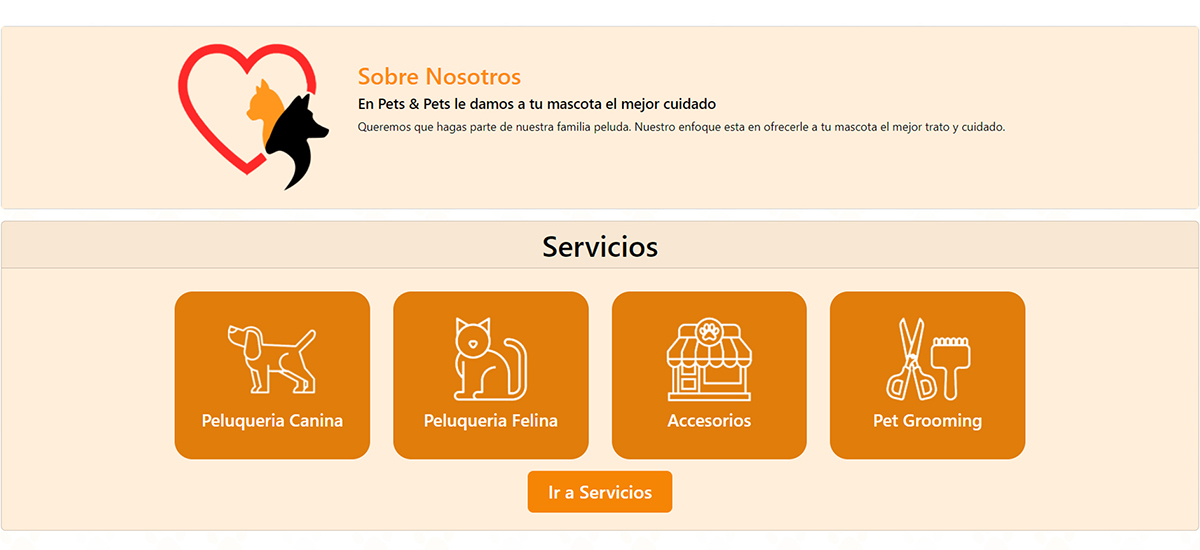 Sobre Nosotros
En Pets & Pets le damos a tu mascota el mejor cuidado
Queremos que hagas parte de nuestra familia peluda. Nuestro enfoque esta en ofrecerle a tu mascota el mejor trato y cuidado.
Servicios
Peluqueria Canina
Peluqueria Felina
Accesorios
Pet Grooming
Ir a Servicios